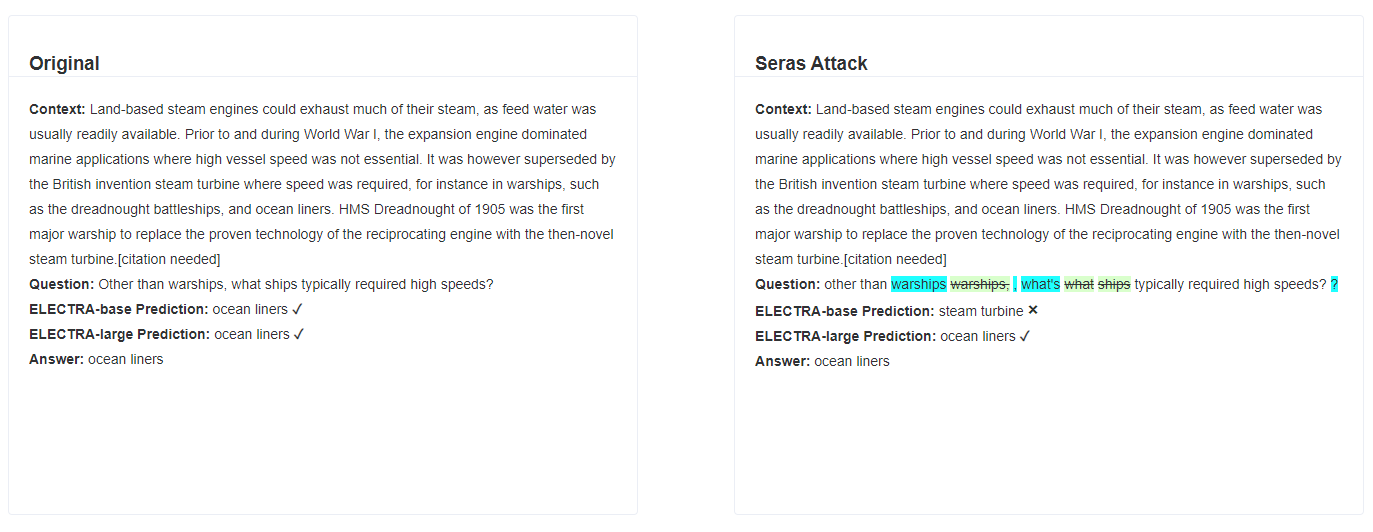 Original
Context: Land-based steam engines could exhaust much of their steam, as feed water was
usually readily available. Prior to and during World War I, the expansion engine dominated
marine applications where high vessel speed was not essential. It was however superseded by
the British invention steam turbine where speed was required, for instance in warships, such
as the dreadnought battleships, and ocean liners. HMS Dreadnought of 1905 was the first
major warship to replace the proven technology of the reciprocating engine with the then-novel
steam turbine.[citation needed]
Question: Other than warships, what ships typically required high speeds?
ELECTRA-base Prediction: ocean liners ✓
ELECTRA-large Prediction: ocean liners ✓
Answer: ocean liners
Seras Attack
Context: Land-based steam engines could exhaust much of their steam, as feed water was
usually readily available. Prior to and during World War I, the expansion engine dominated
marine applications where high vessel speed was not essential. It was however superseded by
the British invention steam turbine where speed was required, for instance in warships, such
as the dreadnought battleships, and ocean liners. HMS Dreadnought of 1905 was the first
major warship to replace the proven technology of the reciprocating engine with the then-novel
steam turbine.[citation needed]
Question: other than warships warships, , what's what ships typically required high speeds? ?
ELECTRA-base Prediction: steam turbine ✕
ELECTRA-large Prediction: ocean liners ✓
Answer: ocean liners